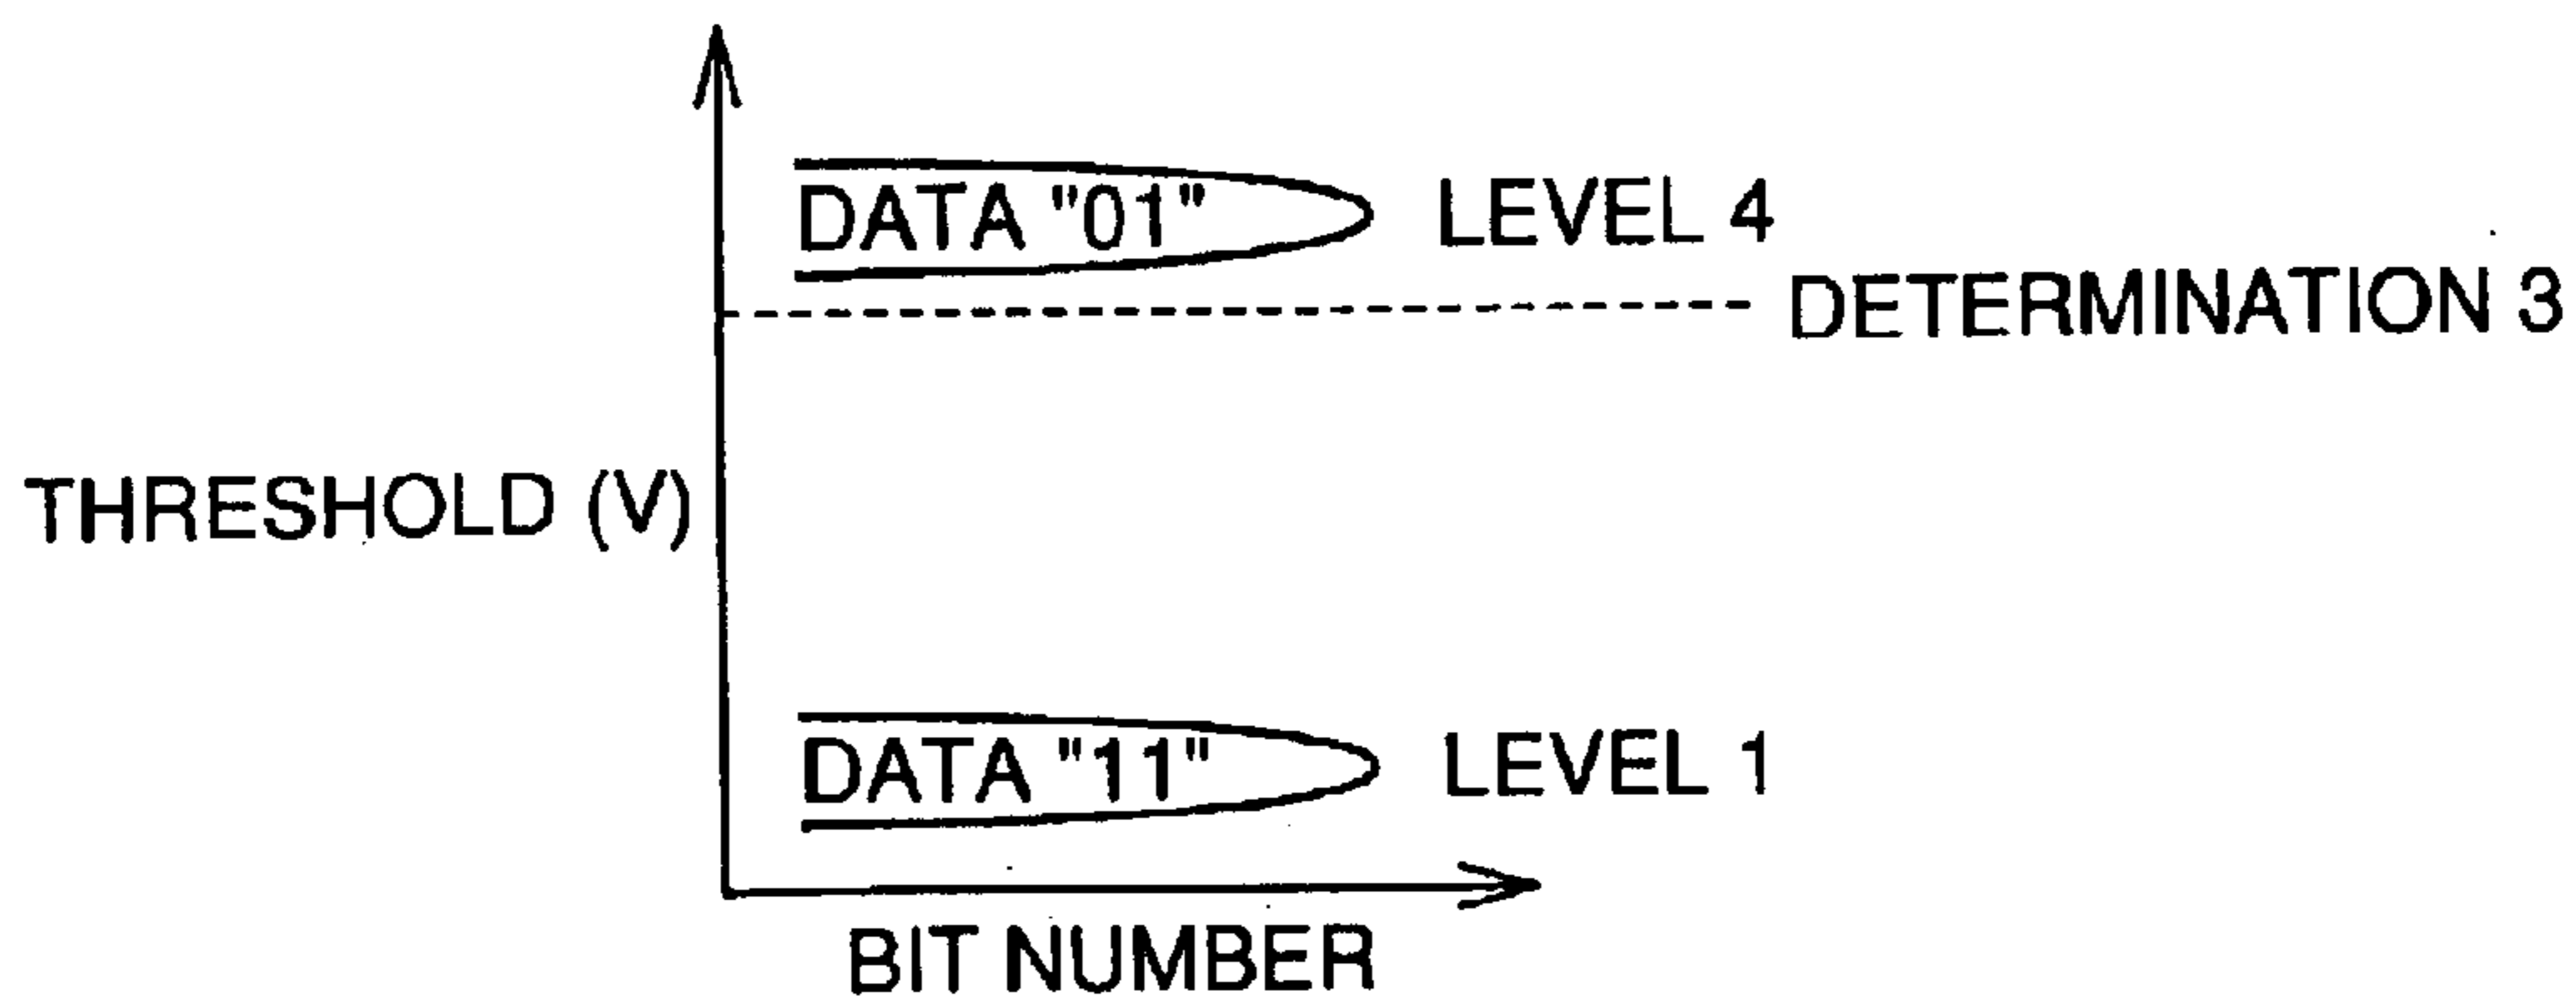 DATA "01"
LEVEL 4
DETERMINATION 3
THRESHOLD (V)
DATA "11"
LEVEL 1
BIT NUMBER